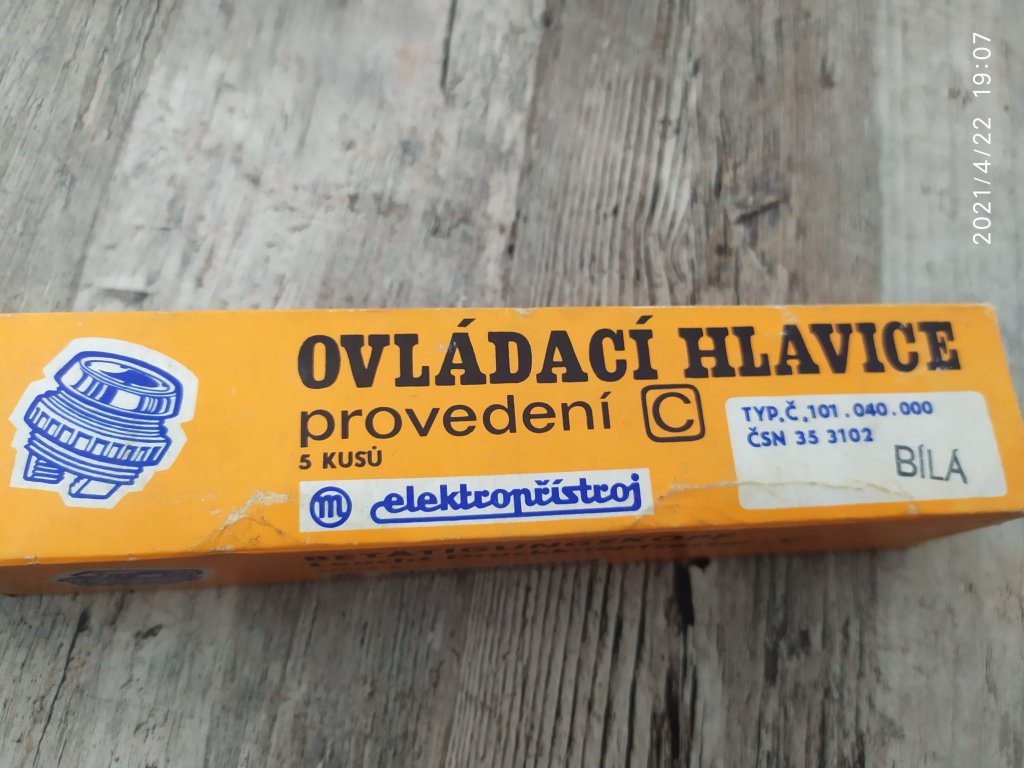 OVLÁDACÍ HLAVICE
provedení C
5 KUSŮ
m elektropřístroj
TYP.Č.101.040.000
ČSN 35 3102
BÍLÁ
BETÄTIGUNGSKÖPFE
2021/4/22 19:07